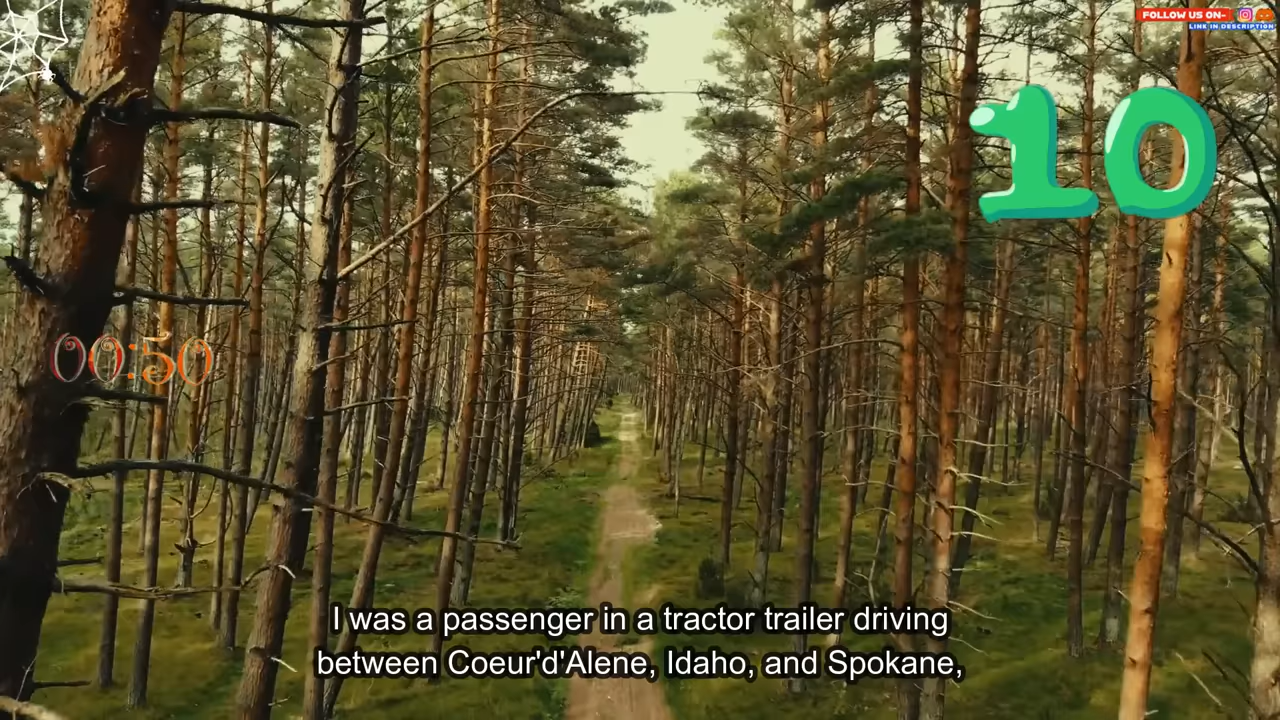 FOLLOW US ON-
LINK IN DESCRIPTION
10
00:50
I was a passenger in a tractor trailer driving
between Coeur'd'Alene, Idaho, and Spokane,